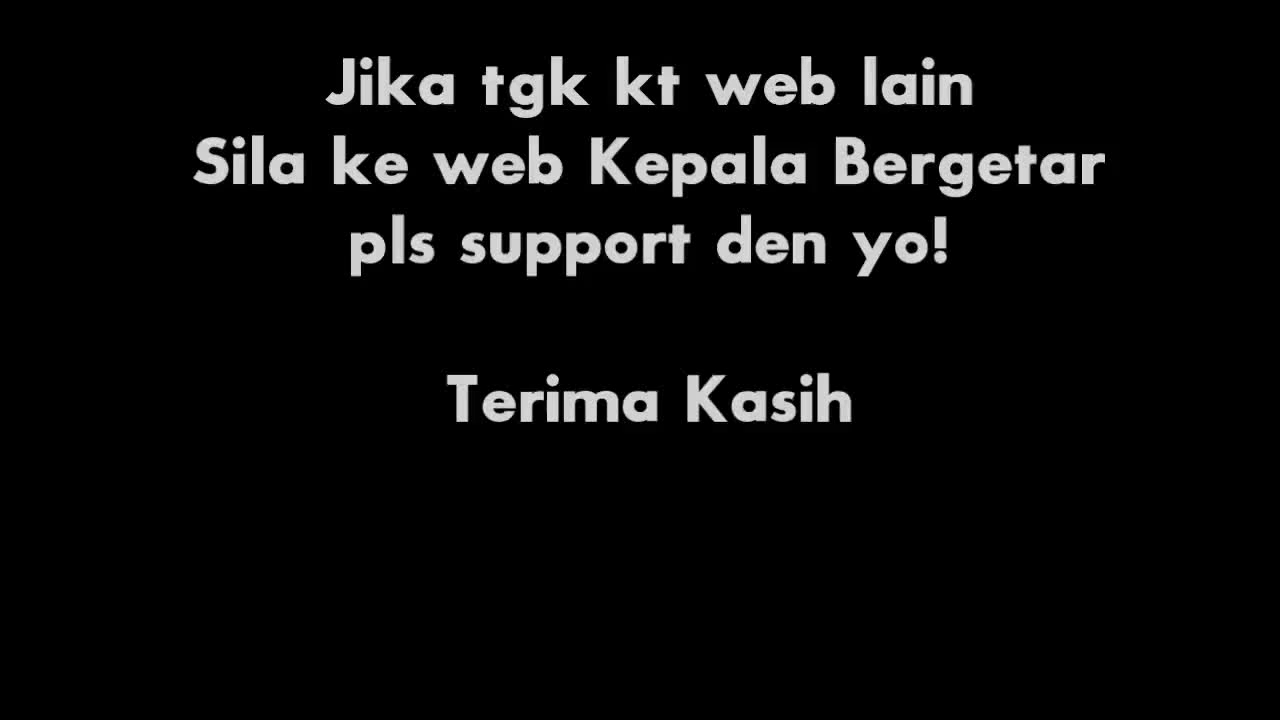 Jika tgk kt web lain
Sila ke web Kepala Bergetar
pls support den yo!
Terima Kasih